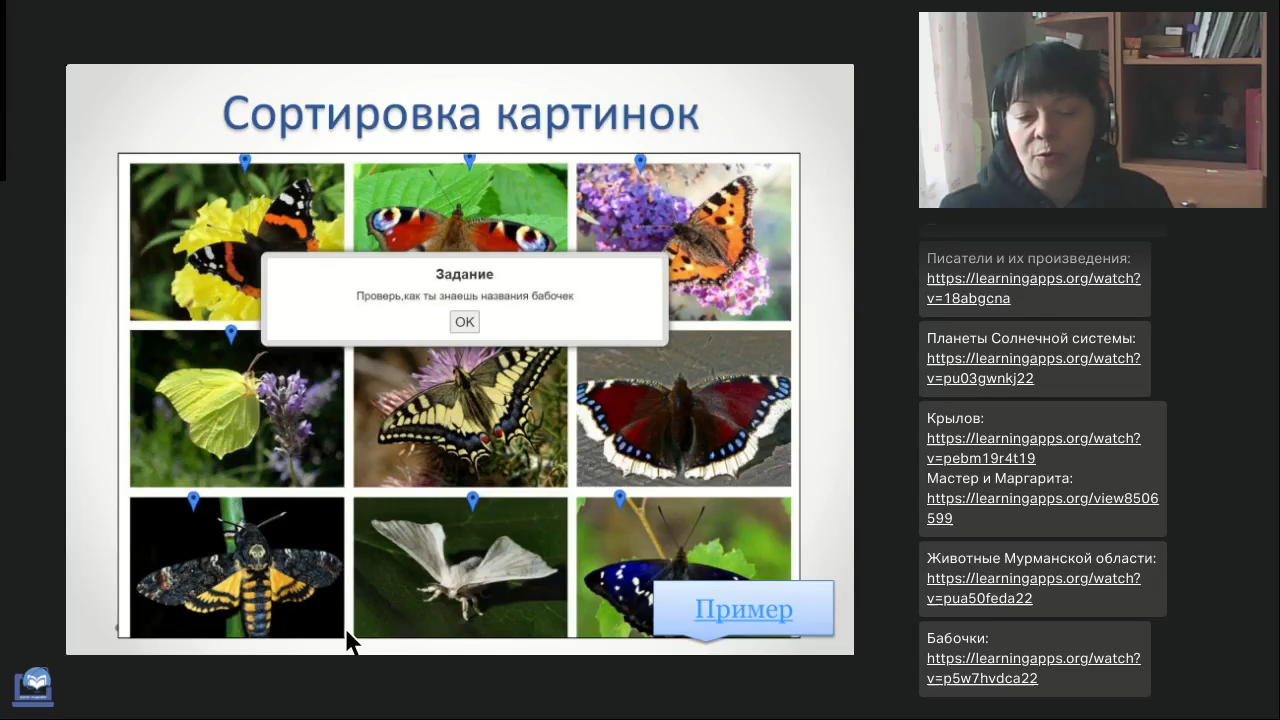 Сортировка картинок
Задание
Проверь,как ты знаешь названия бабочек
OK
Пример
Писатели и их произведения:
https://learningapps.org/watch?
v=18abgcna
Планеты Солнечной системы:
https://learningapps.org/watch?
v=pu03gwnkj22
Крылов:
https://learningapps.org/watch?
v=pebm19r4t19
Мастер и Маргарита:
https://learningapps.org/view8506
599
Животные Мурманской области:
https://learningapps.org/watch?
v=pua50feda22
Бабочки:
https://learningapps.org/watch?
v=p5w7hvdca22